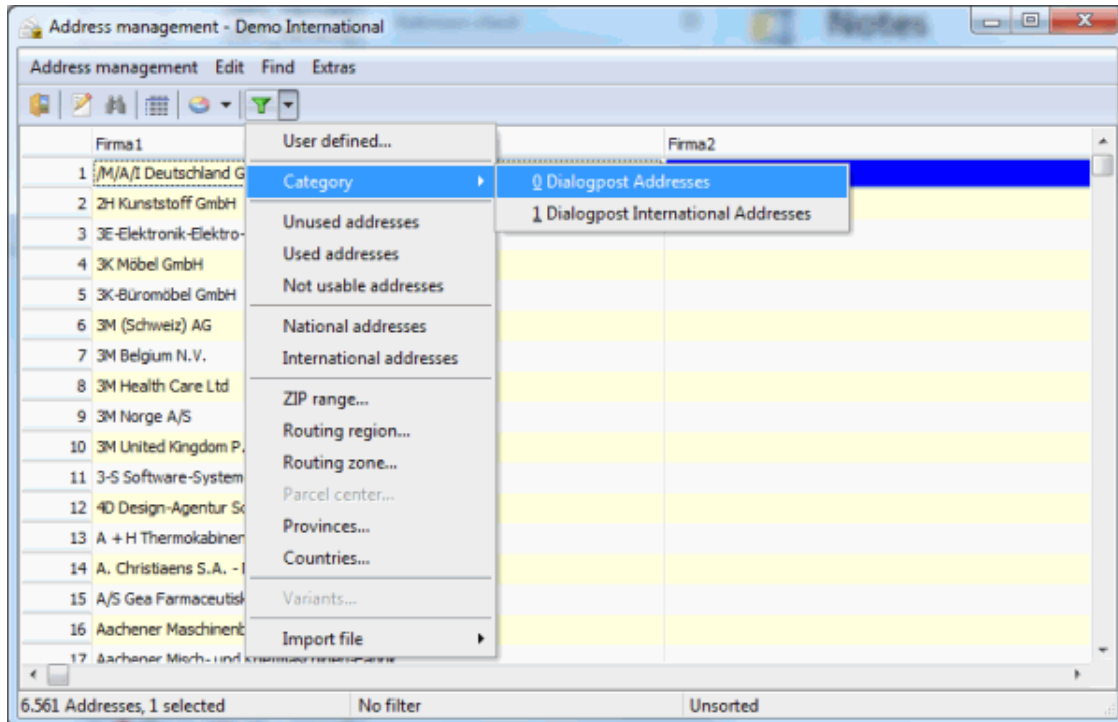 Address management - Demo International
Notes
Address management Edit Find Extras
Firma1 Firma2
User defined...
1 /M/A/I Deutschland G
Category
0 Dialogpost Addresses
1 Dialogpost International Addresses
2 2H Kunststoff GmbH
Unused addresses
3 3E-Elektronik-Elektro-
Used addresses
4 3K Möbel GmbH
Not usable addresses
5 3K-Büromöbel GmbH
National addresses
6 3M (Schweiz) AG
International addresses
7 3M Belgium N.V.
8 3M Health Care Ltd
ZIP range...
9 3M Norge A/S
Routing region...
10 3M United Kingdom P.
Routing zone...
11 3-S Software-System
Parcel center...
12 4D Design-Agentur Sc
Provinces...
13 A + H Thermokabinen
Countries...
14 A. Christiaens S.A. -
15 A/S Gea Farmaceutisk
Variants...
16 Aachener Maschinenb
Import file
17 Aachener Misch- und
6.561 Addresses, 1 selected No filter Unsorted